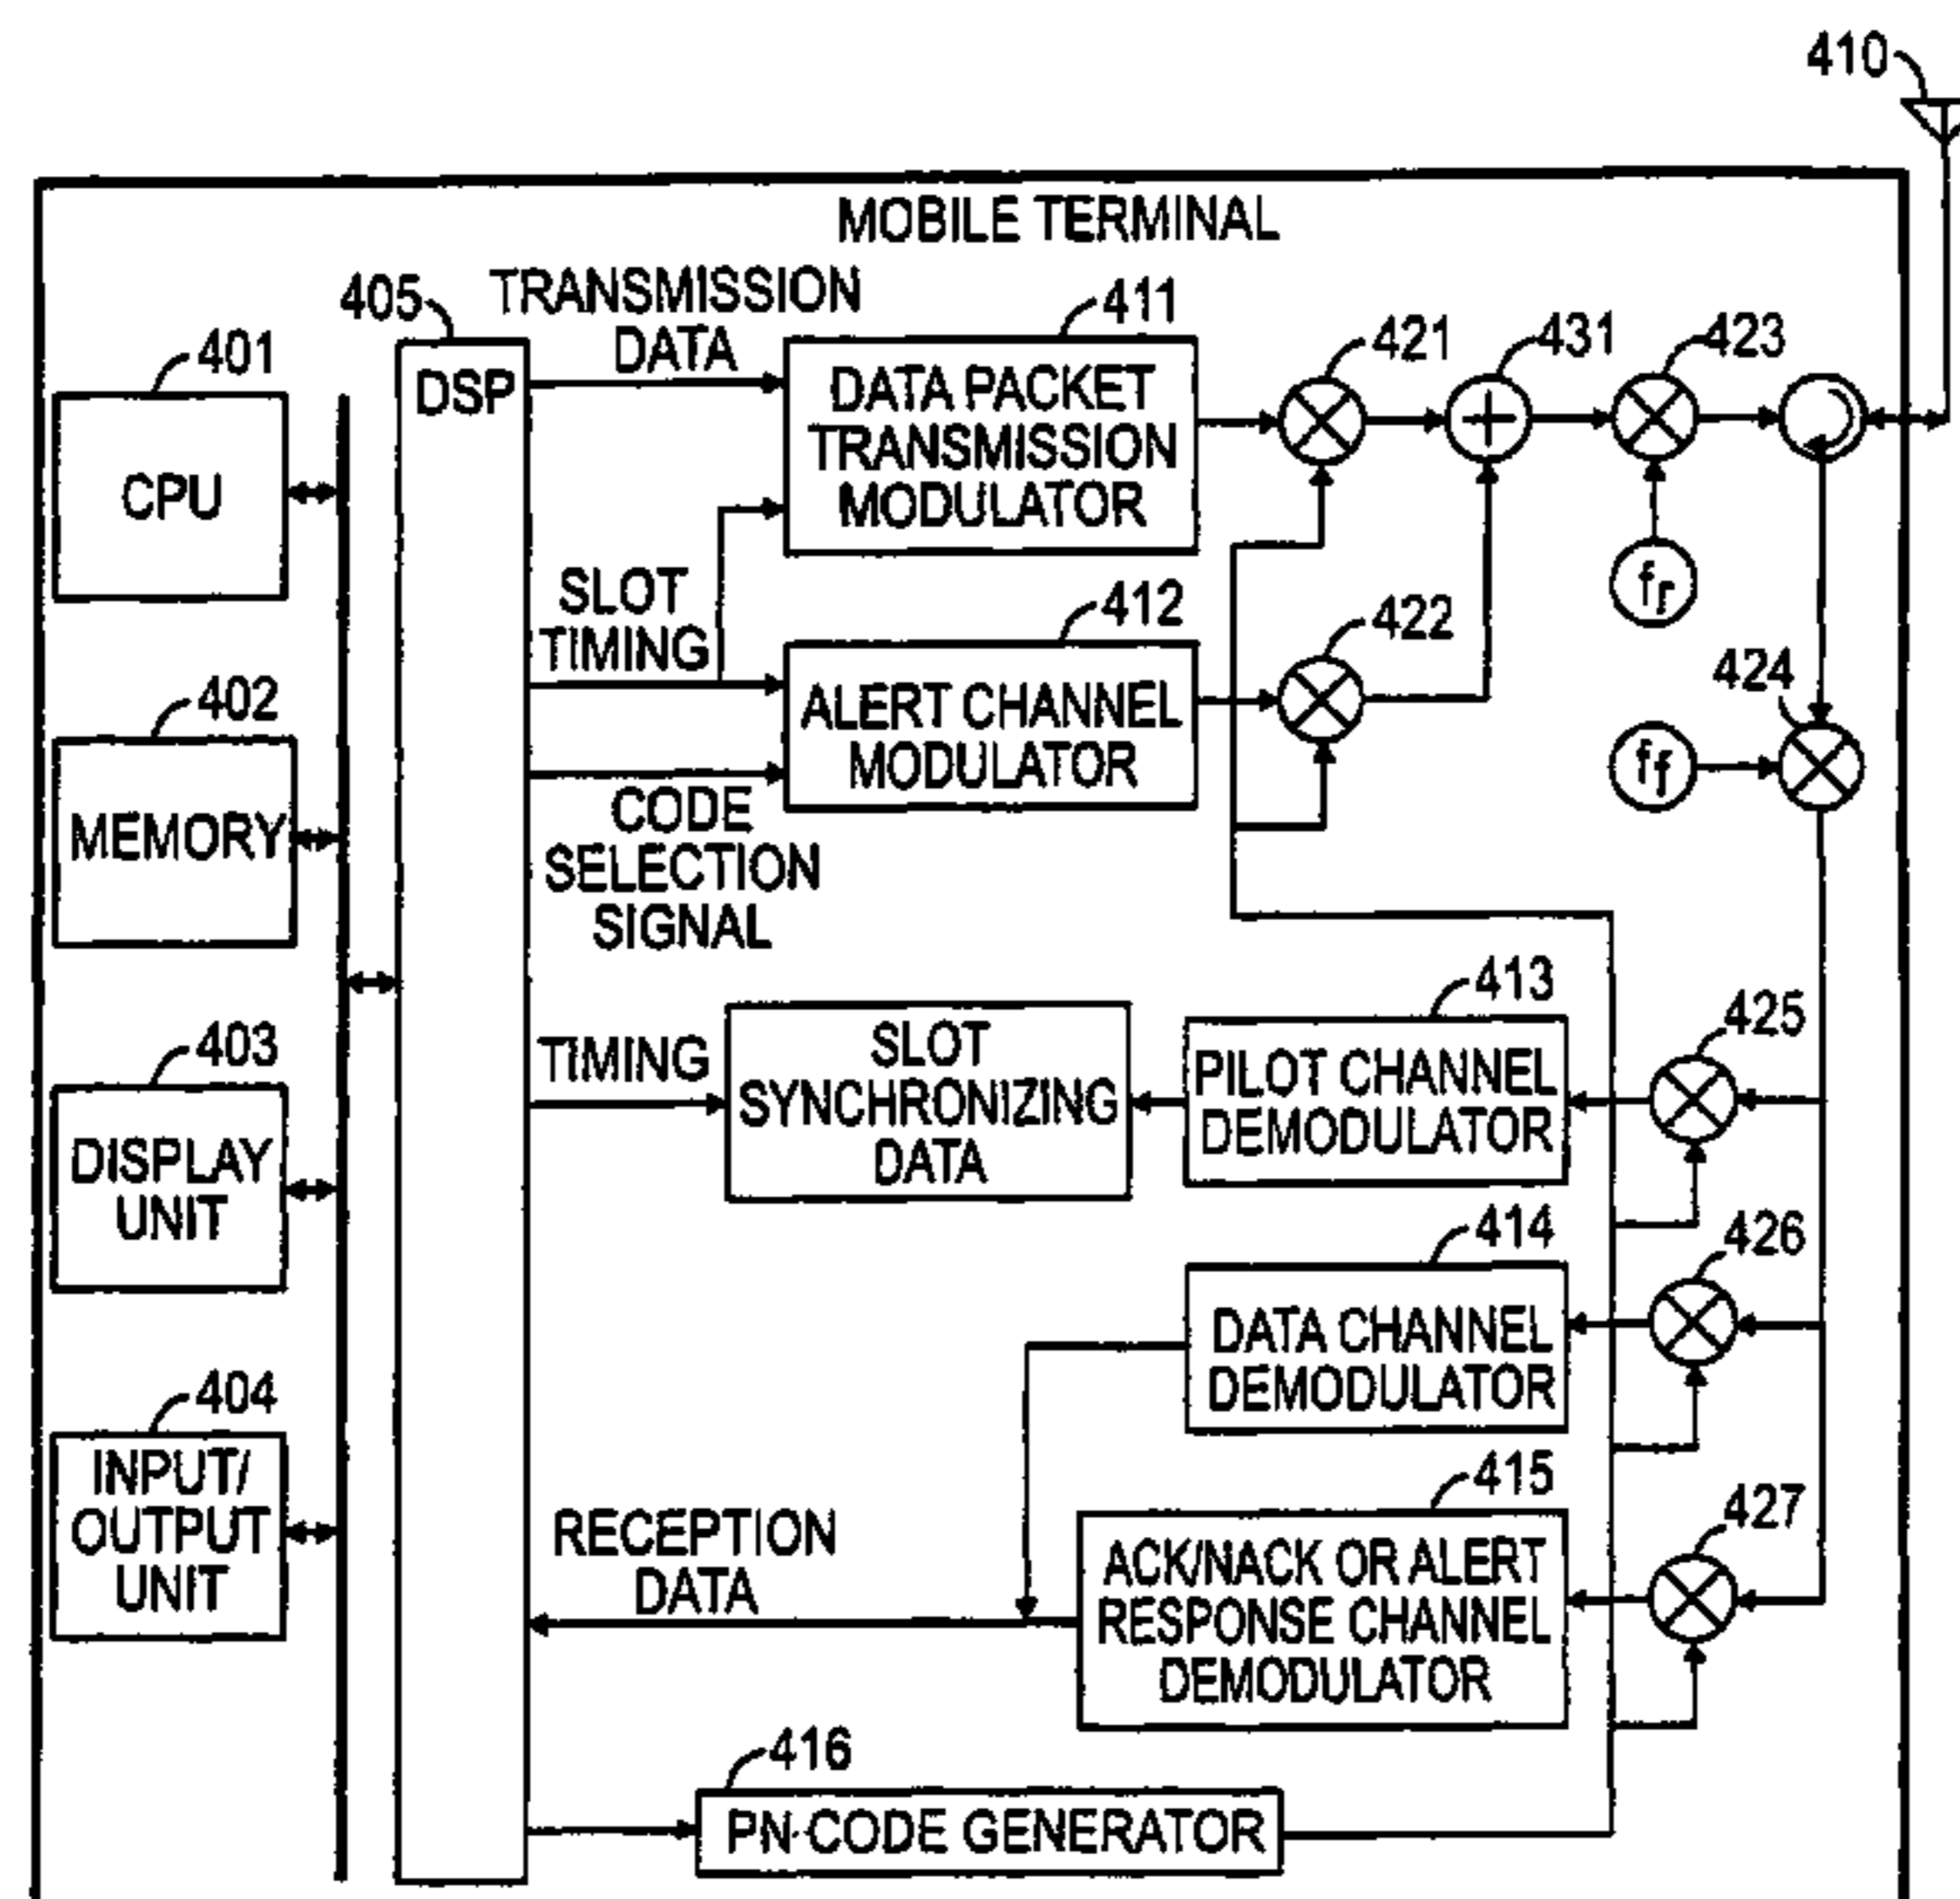 410
MOBILE TERMINAL
405
TRANSMISSION
DATA
411
421
431
423
401
CPU
DSP
DATA PACKET
TRANSMISSION
MODULATOR
fr
SLOT
TIMING
412
422
424
402
MEMORY
ALERT CHANNEL
MODULATOR
ff
CODE
SELECTION
SIGNAL
403
DISPLAY
UNIT
TIMING
SLOT
SYNCHRONIZING
DATA
413
PILOT CHANNEL
DEMODULATOR
425
414
DATA CHANNEL
DEMODULATOR
426
404
INPUT/
OUTPUT
UNIT
RECEPTION
DATA
415
ACK/NACK OR ALERT
RESPONSE CHANNEL
DEMODULATOR
427
416
PN CODE GENERATOR